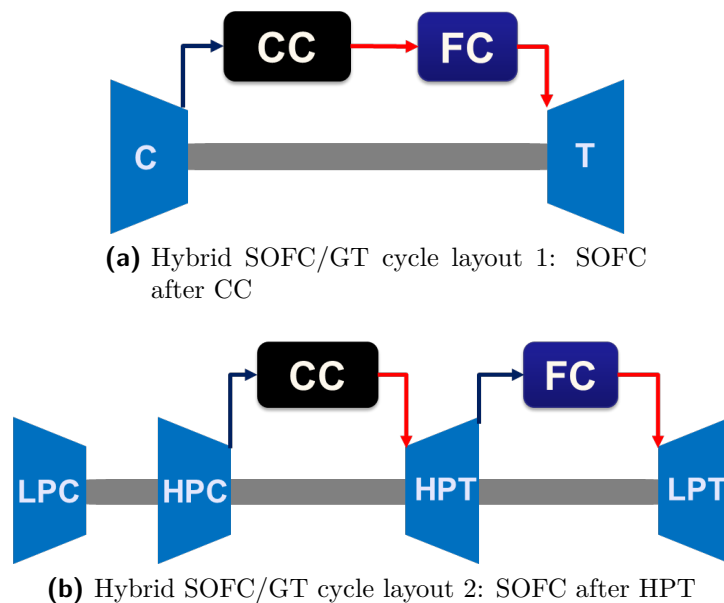 CC FC
C T
(a) Hybrid SOFC/GT cycle layout 1: SOFC
after CC
CC FC
LPC HPC HPT LPT
(b) Hybrid SOFC/GT cycle layout 2: SOFC after HPT